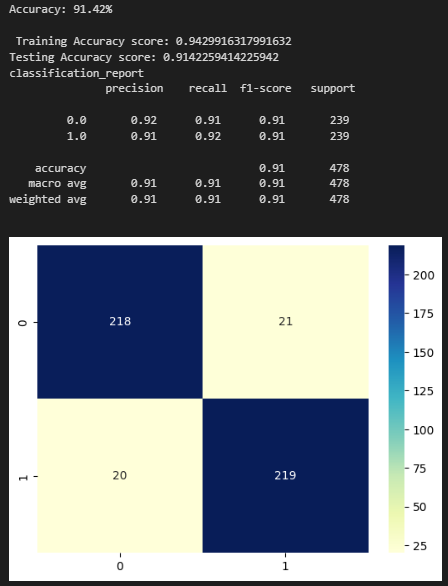 Accuracy: 91.42%
Training Accuracy score: 0.9429916317991632
Testing Accuracy score: 0.9142259414225942
classification_report
precision recall f1-score support
0.0 0.92 0.91 0.91 239
1.0 0.91 0.92 0.91 239
accuracy 0.91 478
macro avg 0.91 0.91 0.91 478
weighted avg 0.91 0.91 0.91 478
200
0 218 21
175
150
125
100
75
1 20 219
50
25
0 1